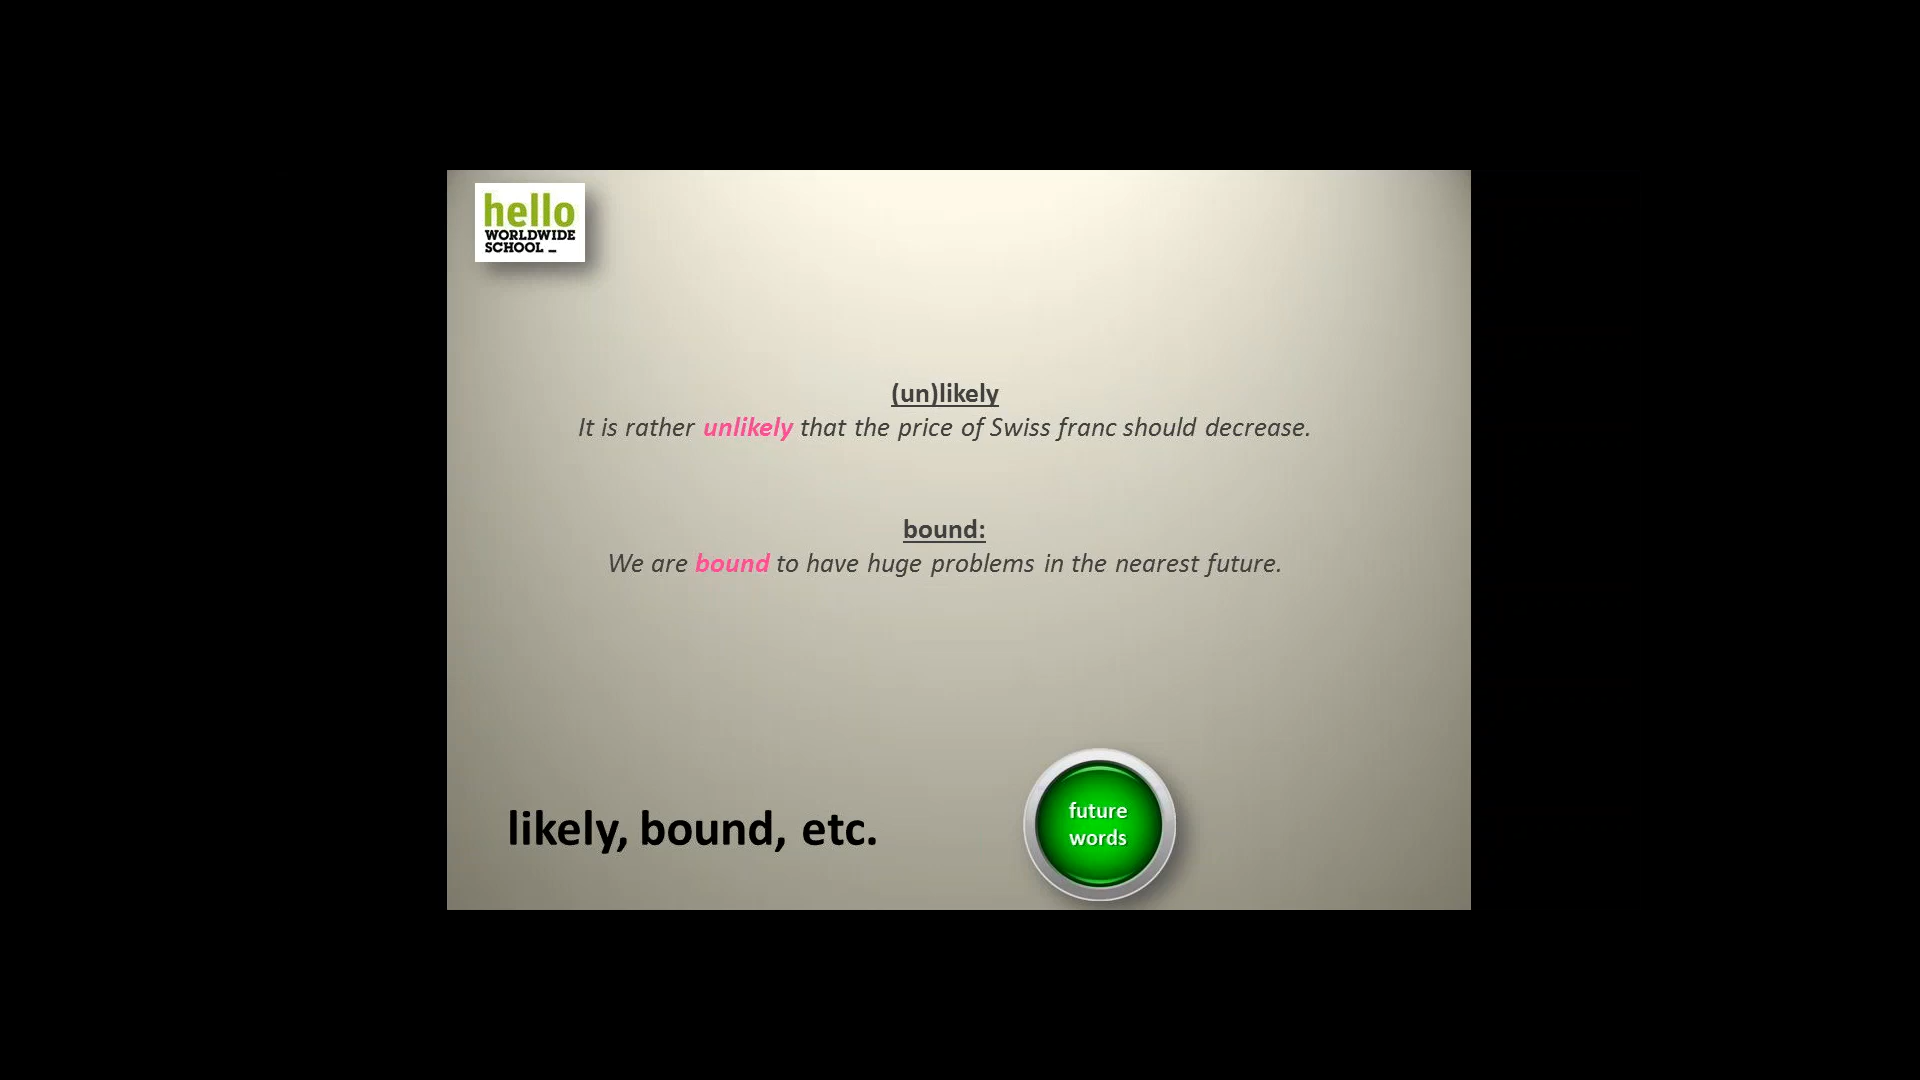 hello
WORLDWIDE
SCHOOL _
(un)likely
It is rather unlikely that the price of Swiss franc should decrease.
bound:
We are bound to have huge problems in the nearest future.
likely, bound, etc.
future
words